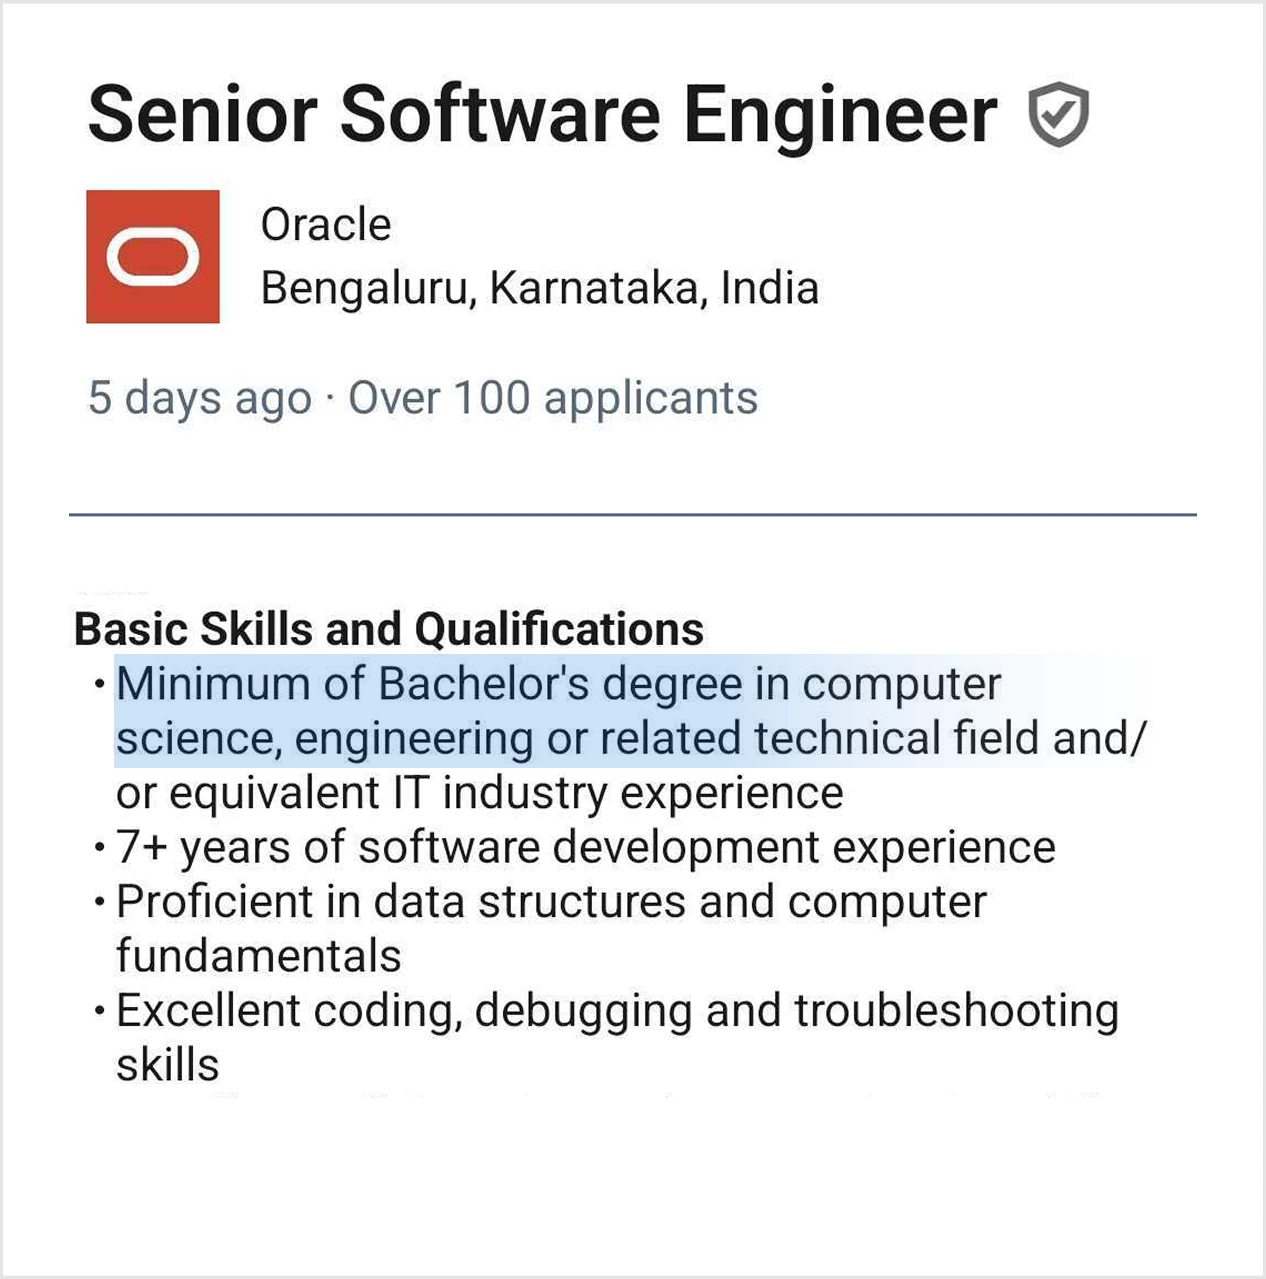 Senior Software Engineer
Oracle
Bengaluru, Karnataka, India
5 days ago · Over 100 applicants
Basic Skills and Qualifications
• Minimum of Bachelor's degree in computer
science, engineering or related technical field and/
or equivalent IT industry experience
• 7+ years of software development experience
• Proficient in data structures and computer
fundamentals
• Excellent coding, debugging and troubleshooting
skills